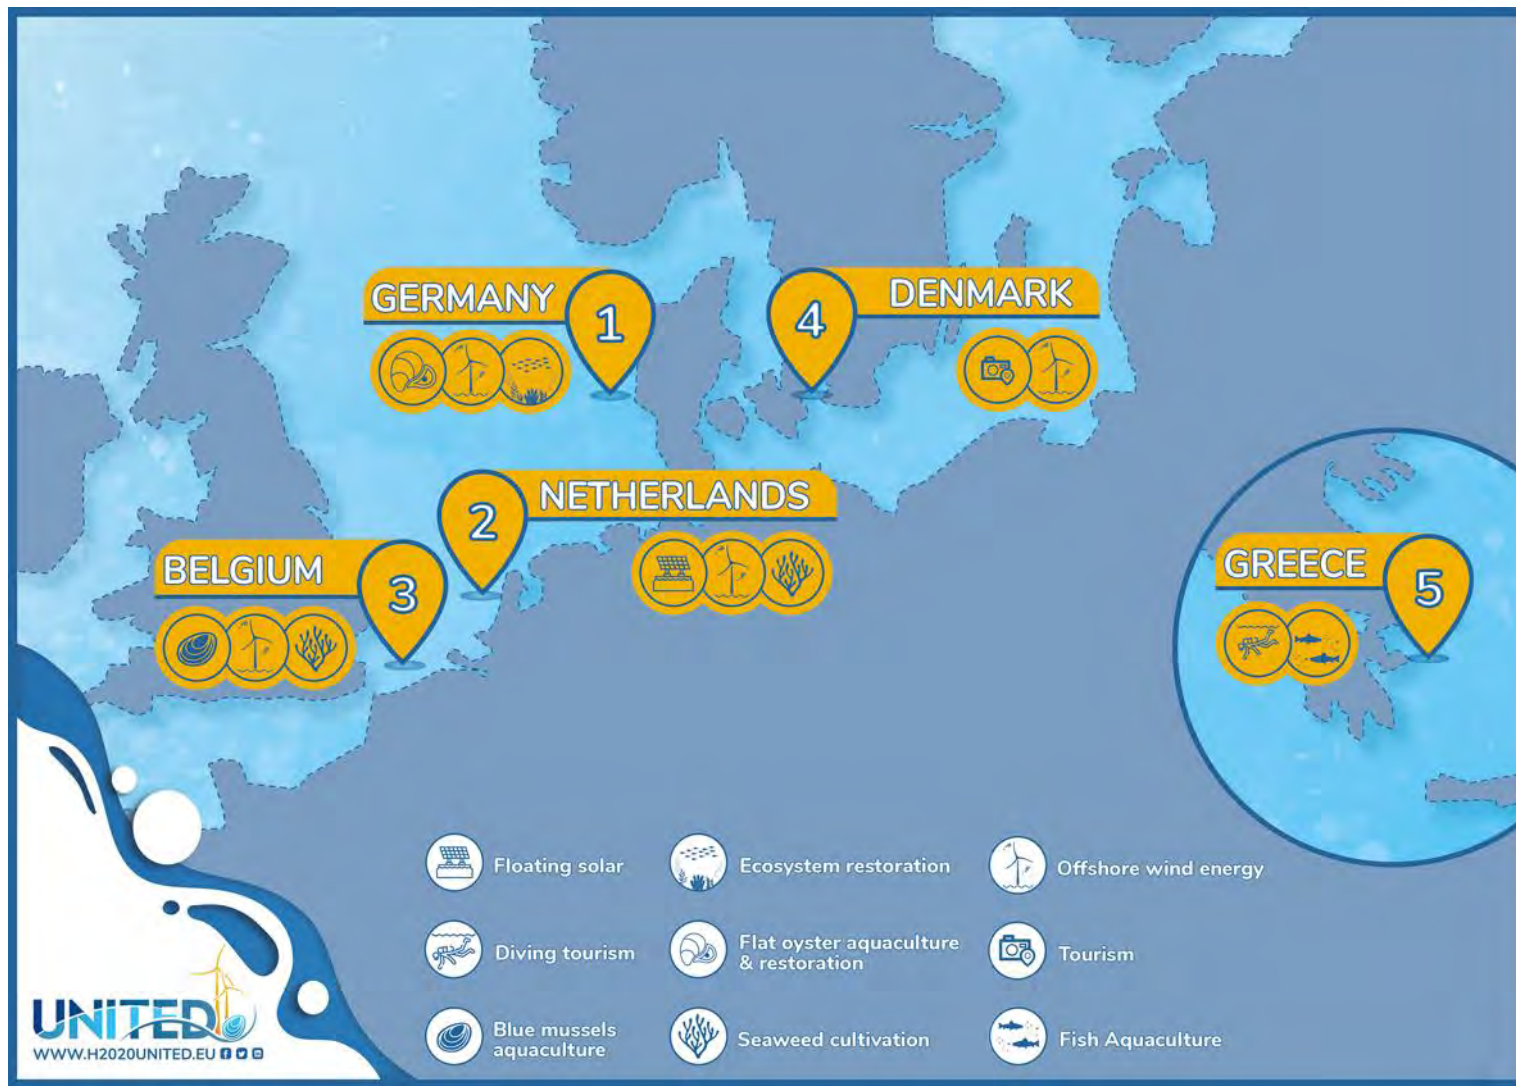 GERMANY
1
4
DENMARK
2
NETHERLANDS
BELGIUM
3
GREECE
5
Floating solar
Ecosystem restoration
Offshore wind energy
Diving tourism
Flat oyster aquaculture
& restoration
Tourism
Blue mussels
aquaculture
Seaweed cultivation
Fish Aquaculture
UNITED
WWW.H2020UNITED.EU